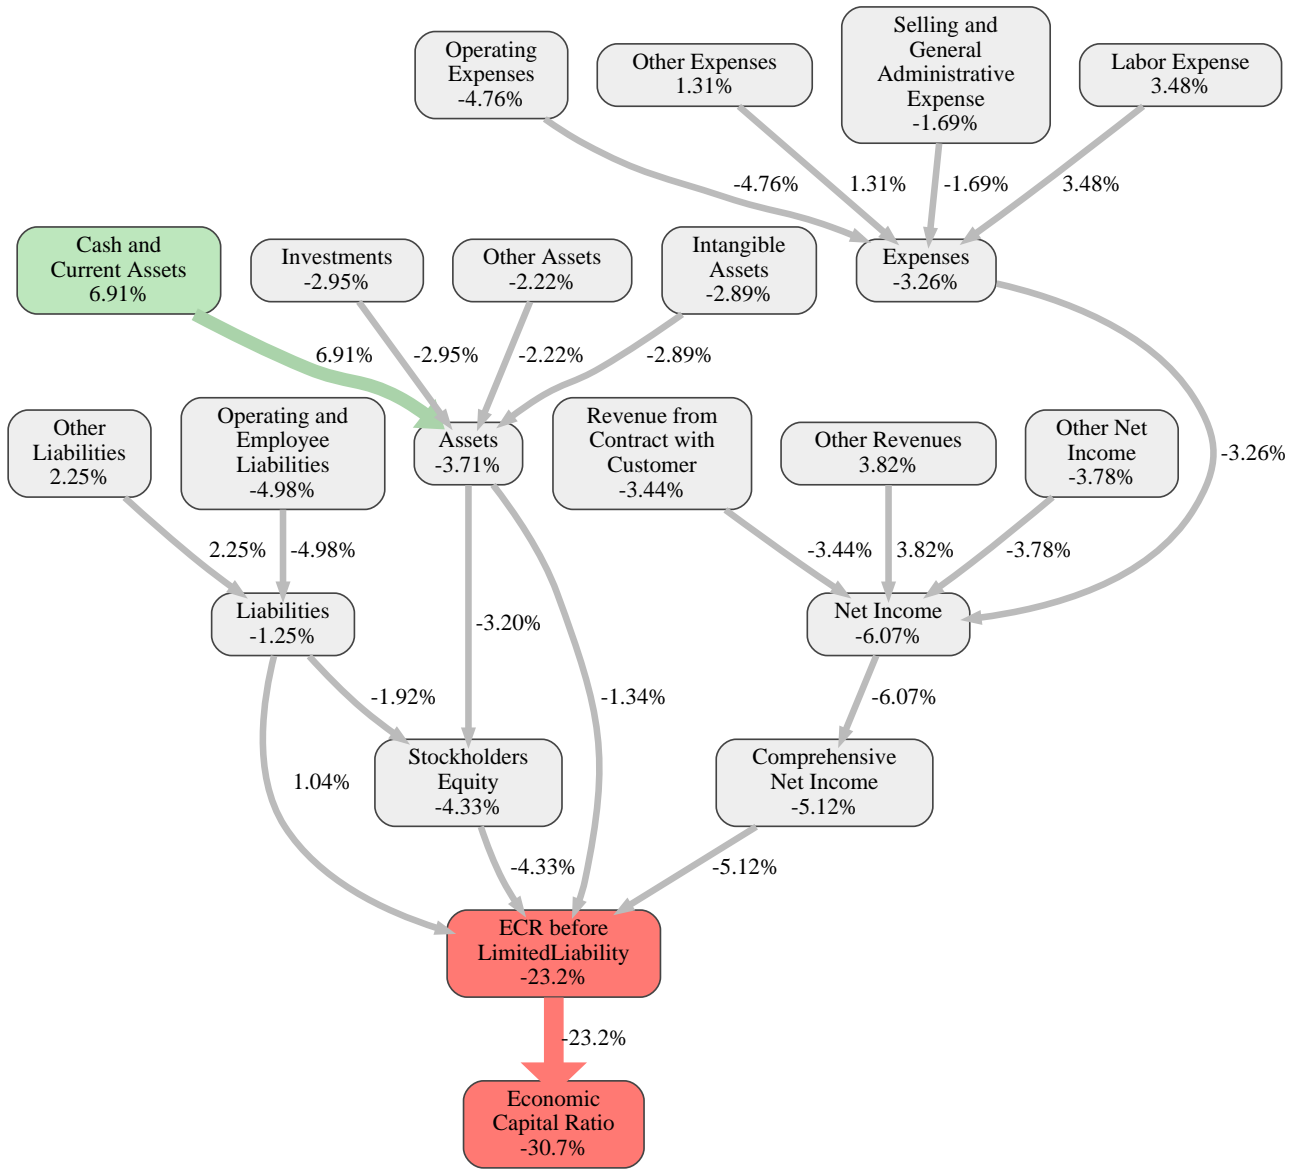 Operating
Expenses
-4.76%
Other Expenses
1.31%
Selling and
General
Administrative
Expense
-1.69%
Labor Expense
3.48%
-4.76%
1.31%
-1.69%
3.48%
Cash and
Current Assets
6.91%
Investments
-2.95%
Other Assets
-2.22%
Intangible
Assets
-2.89%
Expenses
-3.26%
6.91%
-2.95%
-2.22%
-2.89%
Other
Liabilities
2.25%
Operating and
Employee
Liabilities
-4.98%
Assets
-3.71%
Revenue from
Contract with
Customer
-3.44%
Other Revenues
3.82%
Other Net
Income
-3.78%
-3.26%
2.25%
-4.98%
-3.44%
3.82%
-3.78%
Liabilities
-1.25%
-3.20%
Net Income
-6.07%
-1.92%
-1.34%
-6.07%
1.04%
Stockholders
Equity
-4.33%
Comprehensive
Net Income
-5.12%
-4.33%
-5.12%
ECR before
LimitedLiability
-23.2%
-23.2%
Economic
Capital Ratio
-30.7%